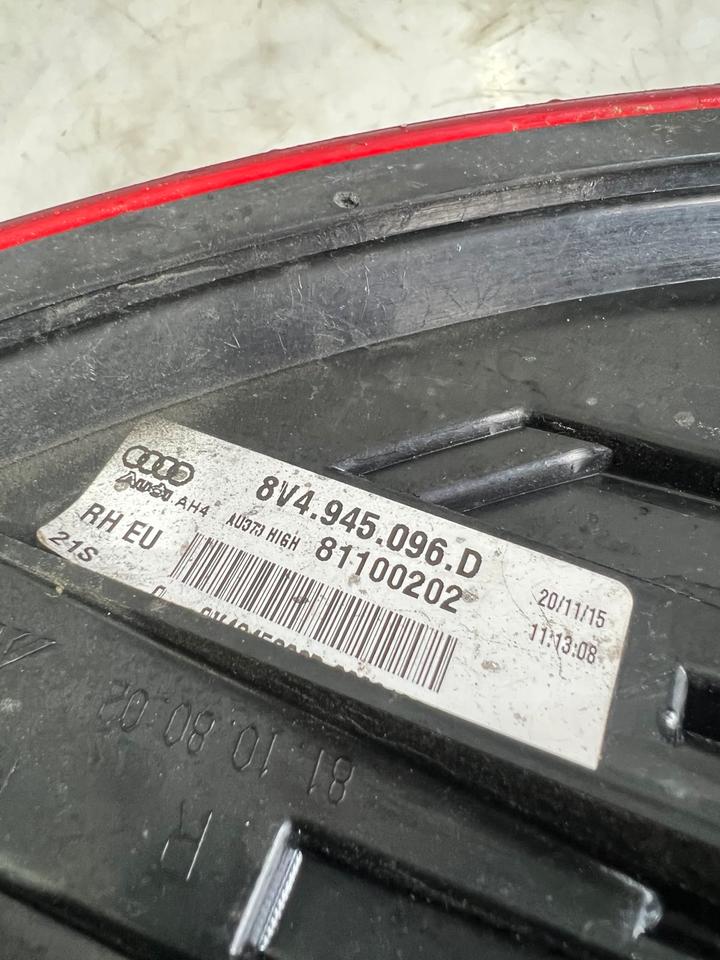 8V4.945.096.D
Audi AH4 AU373 HIGH 81100202
RH EU
21S
20/11/15
11:13:08
81.10.80.02
R